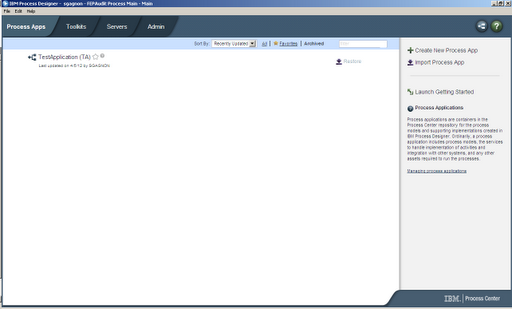 IBM Process Designer - sgagnon - FEPAoBI Process Main - Main
File Edit Help
Process Apps Toolkits Servers Admin
Sort By: Recently Updated All Favorites Archived
TestApplication (TA)
Last updated on 4/5/12 by SGAGNON
Restore
Create New Process App
Import Process App
Launch Getting Started
Process Applications
Process applications are containers in the
Process Center repository for the process
models and supporting implementations created in
IBM Process Designer. Ordinarily, a process
application includes process models, the services
to handle implementation of activities and
integration with other systems, and any other
assets required to run the processes.
Managing process applications
IBM. Process Center